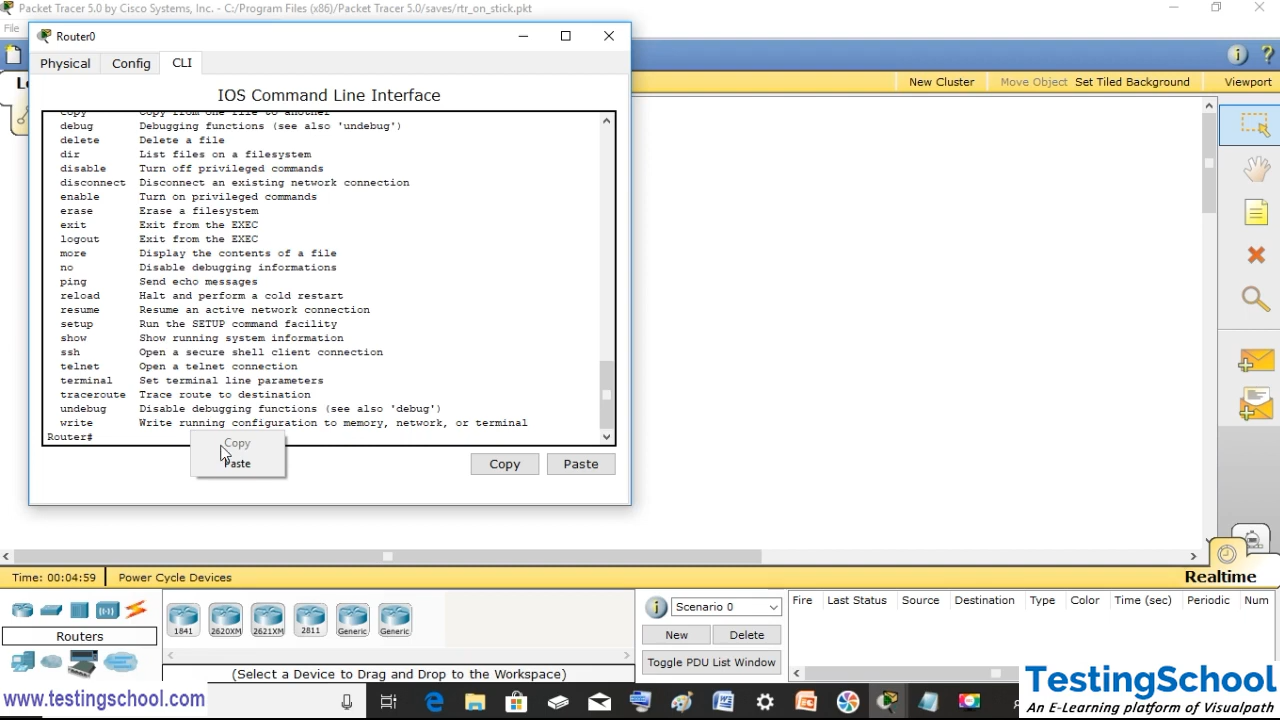 Packet Tracer 5.0 by Cisco Systems, Inc. - C:/Program Files (x86)/Packet Tracer 5.0/saves/rtr_on_stick.pkt
File
Router0
Physical Config CLI
New Cluster Move Object Set Tiled Background Viewport
IOS Command Line Interface
copy Copy from one file to another
debug Debugging functions (see also 'undebug')
delete Delete a file
dir List files on a filesystem
disable Turn off privileged commands
disconnect Disconnect an existing network connection
enable Turn on privileged commands
erase Erase a filesystem
exit Exit from the EXEC
logout Exit from the EXEC
more Display the contents of a file
no Disable debugging informations
ping Send echo messages
reload Halt and perform a cold restart
resume Resume an active network connection
setup Run the SETUP command facility
show Show running system information
ssh Open a secure shell client connection
telnet Open a telnet connection
terminal Set terminal line parameters
traceroute Trace route to destination
undebug Disable debugging functions (see also 'debug')
write Write running configuration to memory, network, or terminal
Router#
Copy
Paste
Copy Paste
Time: 00:04:59 Power Cycle Devices
Realtime
Routers
1841 2620XM 2621XM 2811 Generic Generic
(Select a Device to Drag and Drop to the Workspace)
Scenario 0
New Delete
Toggle PDU List Window
Fire Last Status Source Destination Type Color Time (sec) Periodic Num
www.testingschool.com
TestingSchool
An E-Learning platform of Visualpath